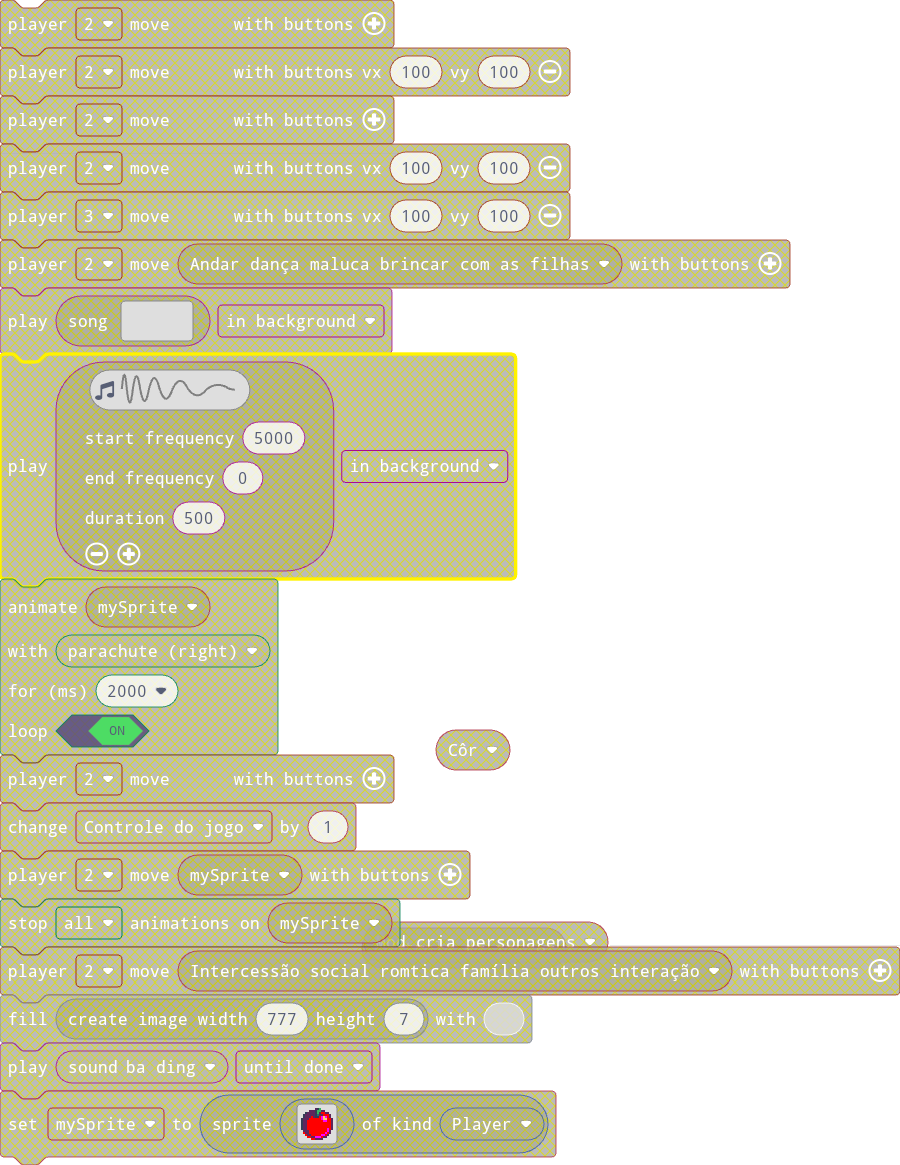 player 2 move with buttons
player 2 move with buttons vx 100 vy 100
player 2 move with buttons
player 2 move with buttons vx 100 vy 100
player 3 move with buttons vx 100 vy 100
player 2 move Andar dança maluca brincar com as filhas with buttons
play song in background
start frequency 5000
end frequency 0
play in background
duration 500
animate mySprite
with parachute (right)
for (ms) 2000
loop ON
Côr
player 2 move with buttons
change Controle do jogo by 1
player 2 move mySprite with buttons
stop all animations on mySprite
cria personagens
player 2 move Intercessão social romtica família outros interação with buttons
fill create image width 777 height 7 with
play sound ba ding until done
set mySprite to sprite of kind Player